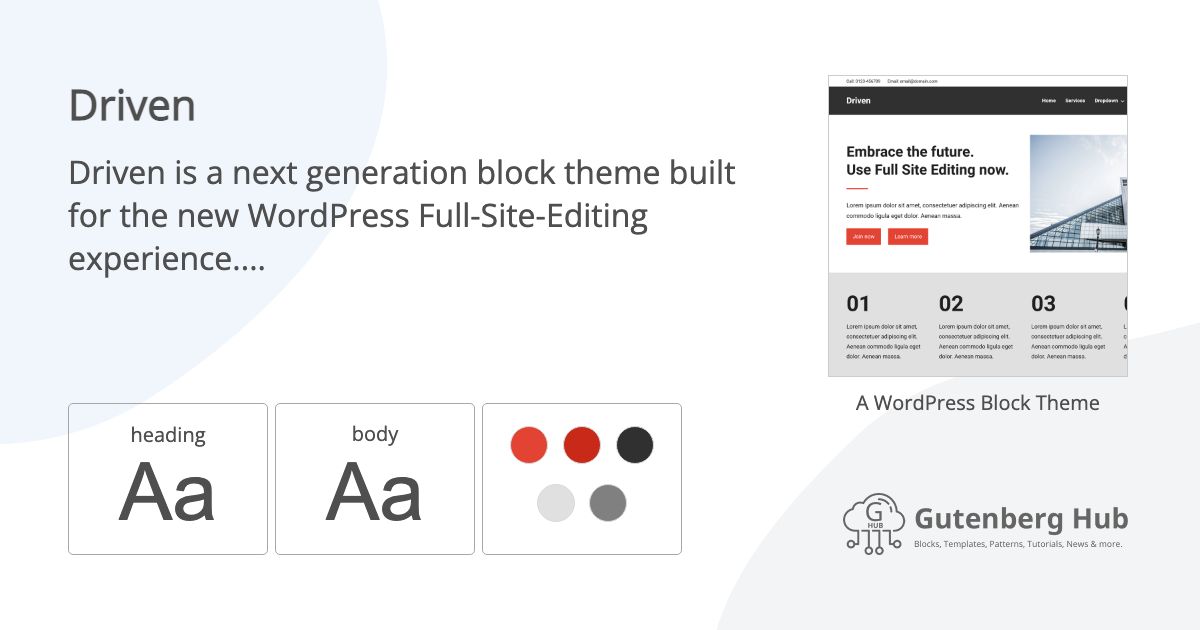 Driven
Driven is a next generation block theme built
for the new WordPress Full-Site-Editing
experience....
heading
Aa
body
Aa
Call: 0123-456789 Email: email@domain.com
Driven
Home Services Dropdown
Embrace the future.
Use Full Site Editing now.
Lorem ipsum dolor sit amet, consectetuer adipiscing elit. Aenean
commodo ligula eget dolor. Aenean massa.
Join now Learn more
01 02 03
Lorem ipsum dolor sit amet, Lorem ipsum dolor sit amet, Lorem ipsum dolor sit amet,
consectetuer adipiscing elit. consectetuer adipiscing elit. consectetuer adipiscing elit.
Aenean commodo ligula eget Aenean commodo ligula eget Aenean commodo ligula eget
dolor. Aenean massa. dolor. Aenean massa. dolor. Aenean massa.
A WordPress Block Theme
G
HUB
Gutenberg Hub
Blocks, Templates, Patterns, Tutorials, News & more.